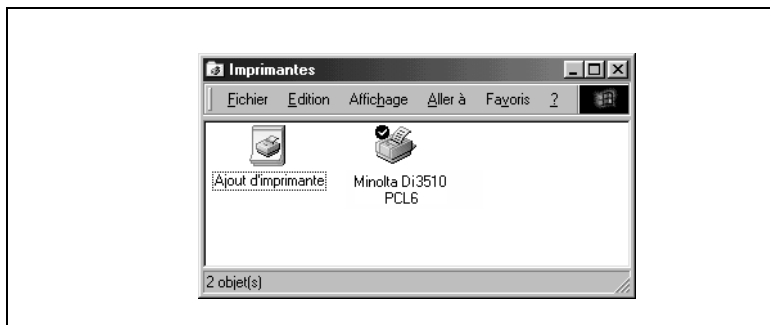 Imprimantes
Fichier Edition Affichage Aller à Favoris ?
Ajout d'imprimante
Minolta Di3510
PCL6
2 objet(s)